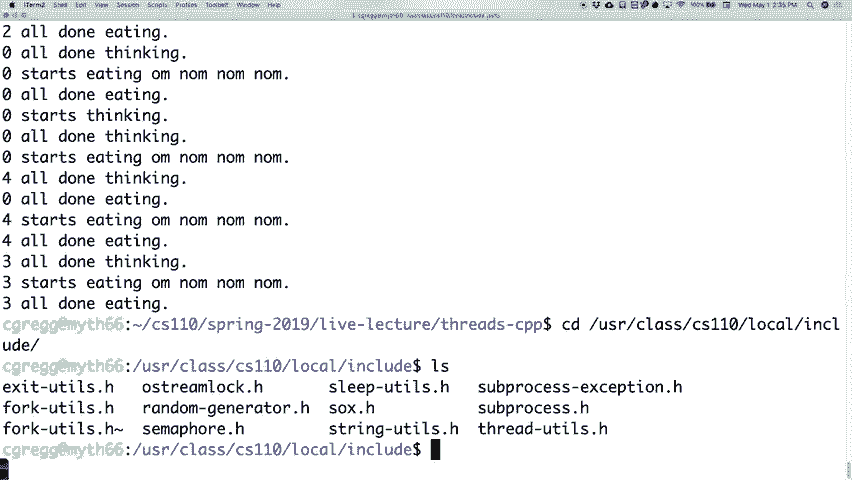 iTerm2 Shell Edit View Session Scripts Profiles Toolbelt Window Help Wed May 1 2:35 PM
2 all done eating.
0 all done thinking.
0 starts eating om nom nom nom.
0 all done eating.
0 starts thinking.
0 all done thinking.
0 starts eating om nom nom nom.
4 all done thinking.
0 all done eating.
4 starts eating om nom nom nom.
4 all done eating.
3 all done thinking.
3 starts eating om nom nom nom.
3 all done eating.
cgregg@myth66:~/cs110/spring-2019/live-lecture/threads-cpp$ cd /usr/class/cs110/local/incl
ude/
cgregg@myth66:/usr/class/cs110/local/include$ ls
exit-utils.h ostreamlock.h sleep-utils.h subprocess-exception.h
fork-utils.h random-generator.h sox.h subprocess.h
fork-utils.h~ semaphore.h string-utils.h thread-utils.h
cgregg@myth66:/usr/class/cs110/local/include$